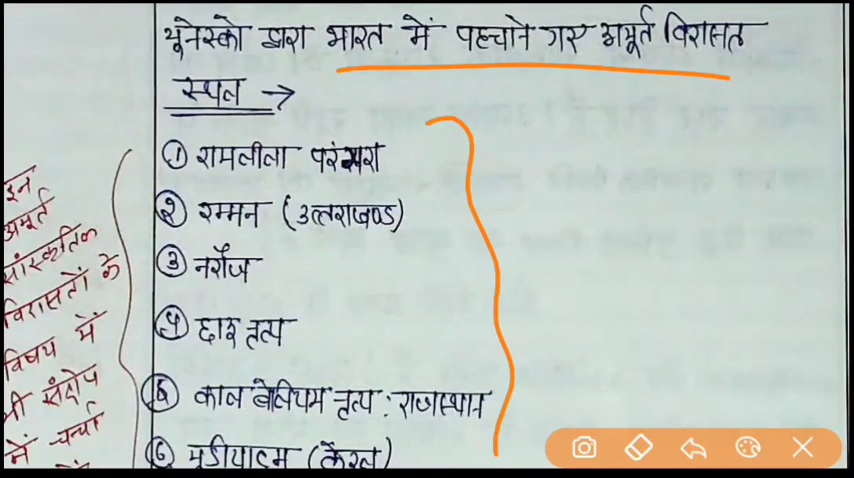 यूनेस्को द्वारा भारत में पहचाने गए अमूर्त विरासत
स्थल →
① रामलीला परंपरा
② रम्मन (उत्तराखण्ड)
③ नरौज
④ छाऊ नृत्य
⑤ काल बेलियम नृत्य : राजस्थान
⑥ मुडीयाट्टम (केरल)
इन
अमूर्त
सांस्कृतिक
विरासतों के
विषय में
भी संक्षेप
में चर्चा